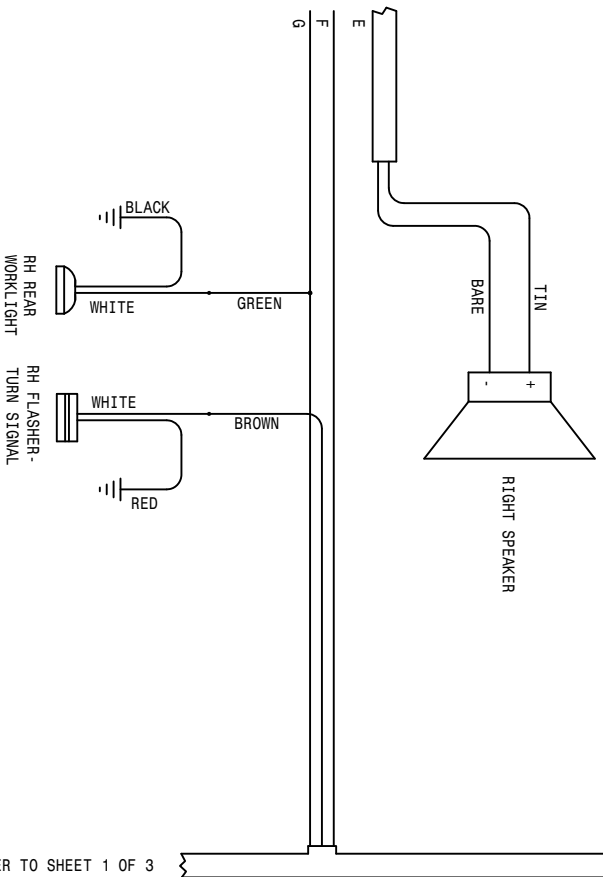 G
F
E
TIN
BARE
- +
RIGHT SPEAKER
BLACK
WHITE
GREEN
RH REAR
WORKLIGHT
WHITE
BROWN
RED
RH FLASHER-
TURN SIGNAL
TO SHEET 1 OF 3